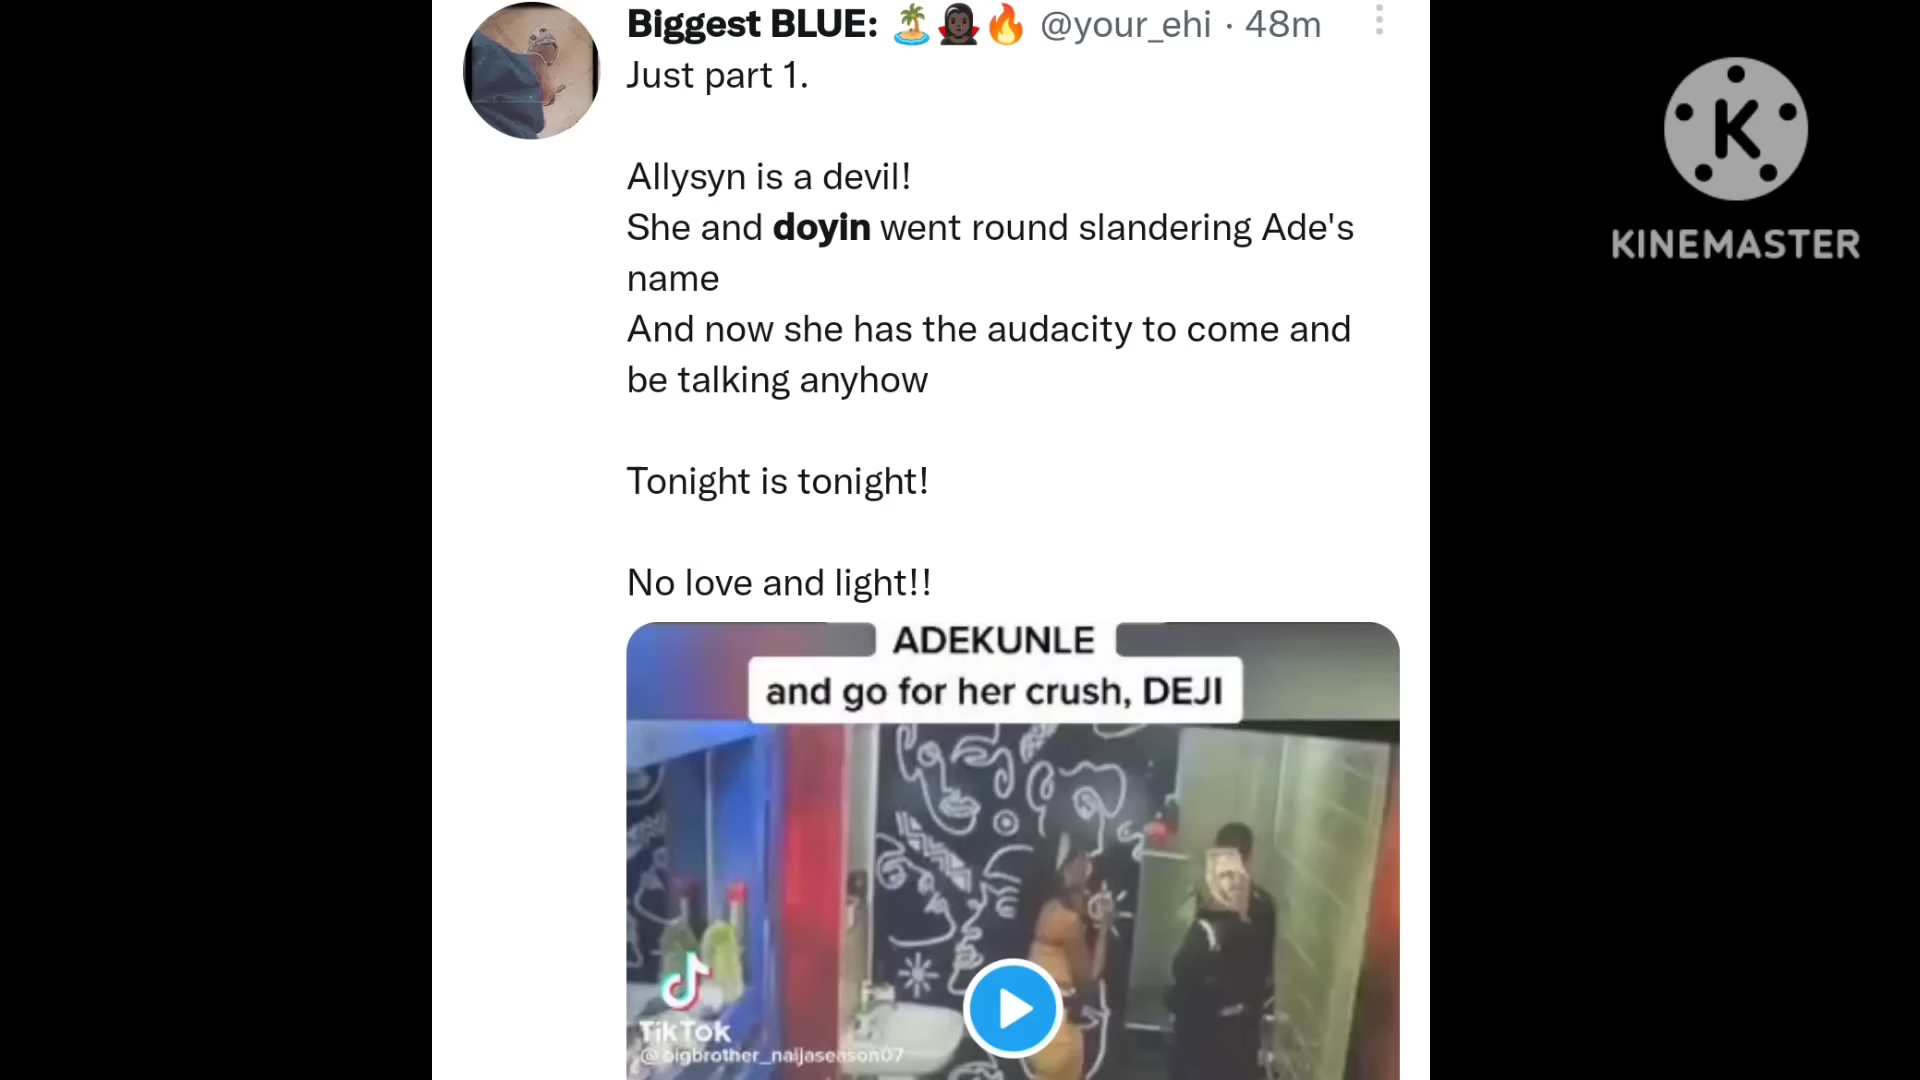 Biggest BLUE: 🏝️🧛🏿‍♀️🔥 @your_ehi · 48m
Just part 1.
Allysyn is a devil!
She and doyin went round slandering Ade's
name
And now she has the audacity to come and
be talking anyhow
Tonight is tonight!
No love and light!!
ADEKUNLE
and go for her crush, DEJI
TikTok
@bigbrother_naijaseason07
K
KINEMASTER